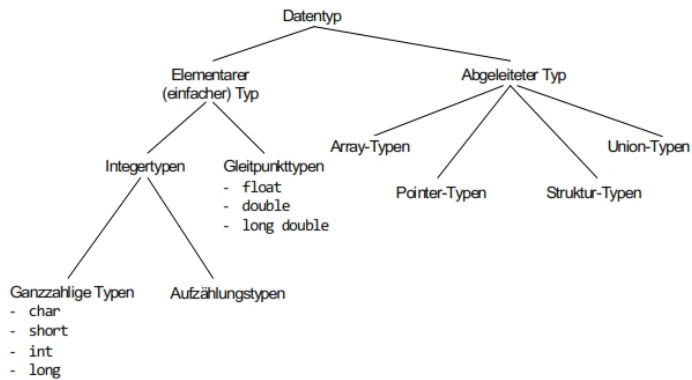 Datentyp
Elementarer
(einfacher) Typ
Abgeleiteter Typ
Integertypen
Gleitpunkttypen
- float
- double
- long double
Array-Typen
Pointer-Typen
Struktur-Typen
Union-Typen
Ganzzahlige Typen
- char
- short
- int
- long
Aufzählungstypen